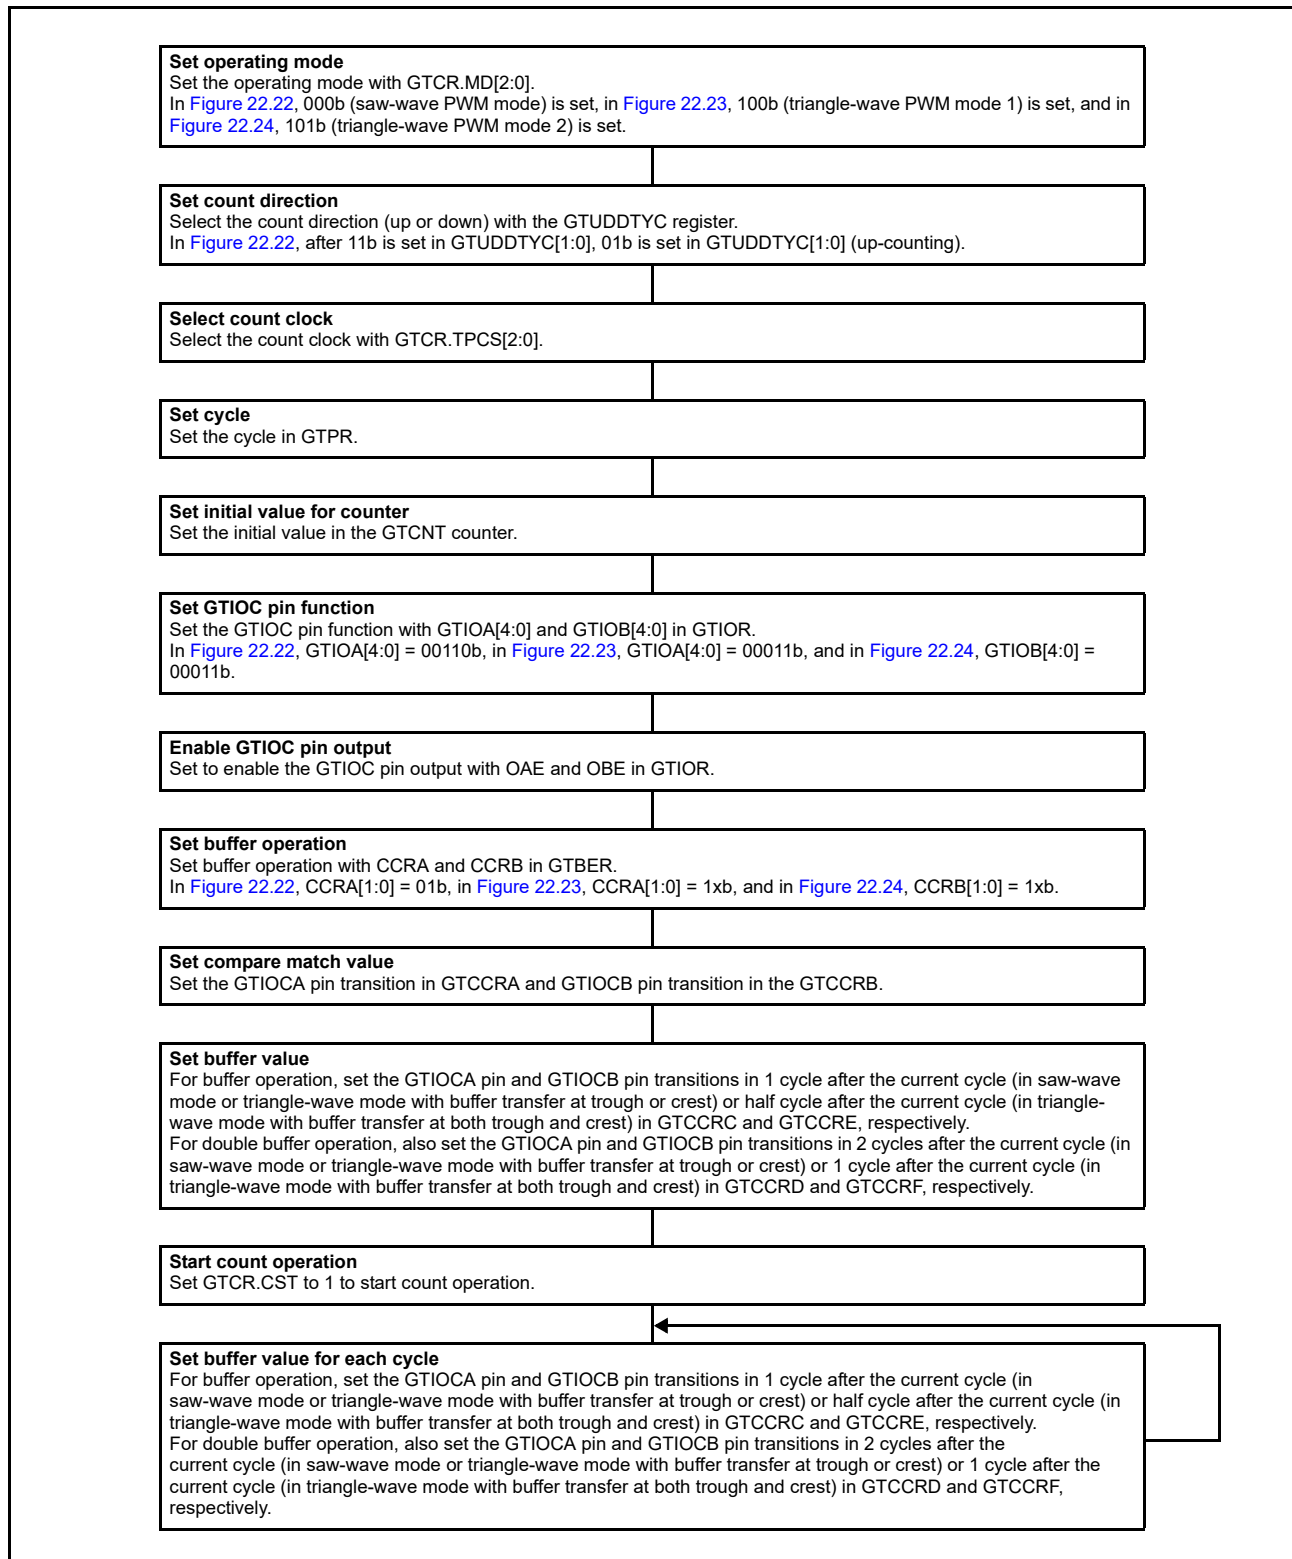 Set operating mode
Set the operating mode with GTCR.MD[2:0].
In Figure 22.22, 000b (saw-wave PWM mode) is set, in Figure 22.23, 100b (triangle-wave PWM mode 1) is set, and in
Figure 22.24, 101b (triangle-wave PWM mode 2) is set.
Set count direction
Select the count direction (up or down) with the GTUDDTYC register.
In Figure 22.22, after 11b is set in GTUDDTYC[1:0], 01b is set in GTUDDTYC[1:0] (up-counting).
Select count clock
Select the count clock with GTCR.TPCS[2:0].
Set cycle
Set the cycle in GTPR.
Set initial value for counter
Set the initial value in the GTCNT counter.
Set GTIOC pin function
Set the GTIOC pin function with GTIOA[4:0] and GTIOB[4:0] in GTIOR.
In Figure 22.22, GTIOA[4:0] = 00110b, in Figure 22.23, GTIOA[4:0] = 00011b, and in Figure 22.24, GTIOB[4:0] =
00011b.
Enable GTIOC pin output
Set to enable the GTIOC pin output with OAE and OBE in GTIOR.
Set buffer operation
Set buffer operation with CCRA and CCRB in GTBER.
In Figure 22.22, CCRA[1:0] = 01b, in Figure 22.23, CCRA[1:0] = 1xb, and in Figure 22.24, CCRB[1:0] = 1xb.
Set compare match value
Set the GTIOCA pin transition in GTCCRA and GTIOCB pin transition in the GTCCRB.
Set buffer value
For buffer operation, set the GTIOCA pin and GTIOCB pin transitions in 1 cycle after the current cycle (in saw-wave
mode or triangle-wave mode with buffer transfer at trough or crest) or half cycle after the current cycle (in triangle-
wave mode with buffer transfer at both trough and crest) in GTCCRC and GTCCRE, respectively.
For double buffer operation, also set the GTIOCA pin and GTIOCB pin transitions in 2 cycles after the current cycle (in
saw-wave mode or triangle-wave mode with buffer transfer at trough or crest) or 1 cycle after the current cycle (in
triangle-wave mode with buffer transfer at both trough and crest) in GTCCRD and GTCCRF, respectively.
Start count operation
Set GTCR.CST to 1 to start count operation.
Set buffer value for each cycle
For buffer operation, set the GTIOCA pin and GTIOCB pin transitions in 1 cycle after the current cycle (in
saw-wave mode or triangle-wave mode with buffer transfer at trough or crest) or half cycle after the current cycle (in
triangle-wave mode with buffer transfer at both trough and crest) in GTCCRC and GTCCRE, respectively.
For double buffer operation, also set the GTIOCA pin and GTIOCB pin transitions in 2 cycles after the
current cycle (in saw-wave mode or triangle-wave mode with buffer transfer at trough or crest) or 1 cycle after the
current cycle (in triangle-wave mode with buffer transfer at both trough and crest) in GTCCRD and GTCCRF,
respectively.